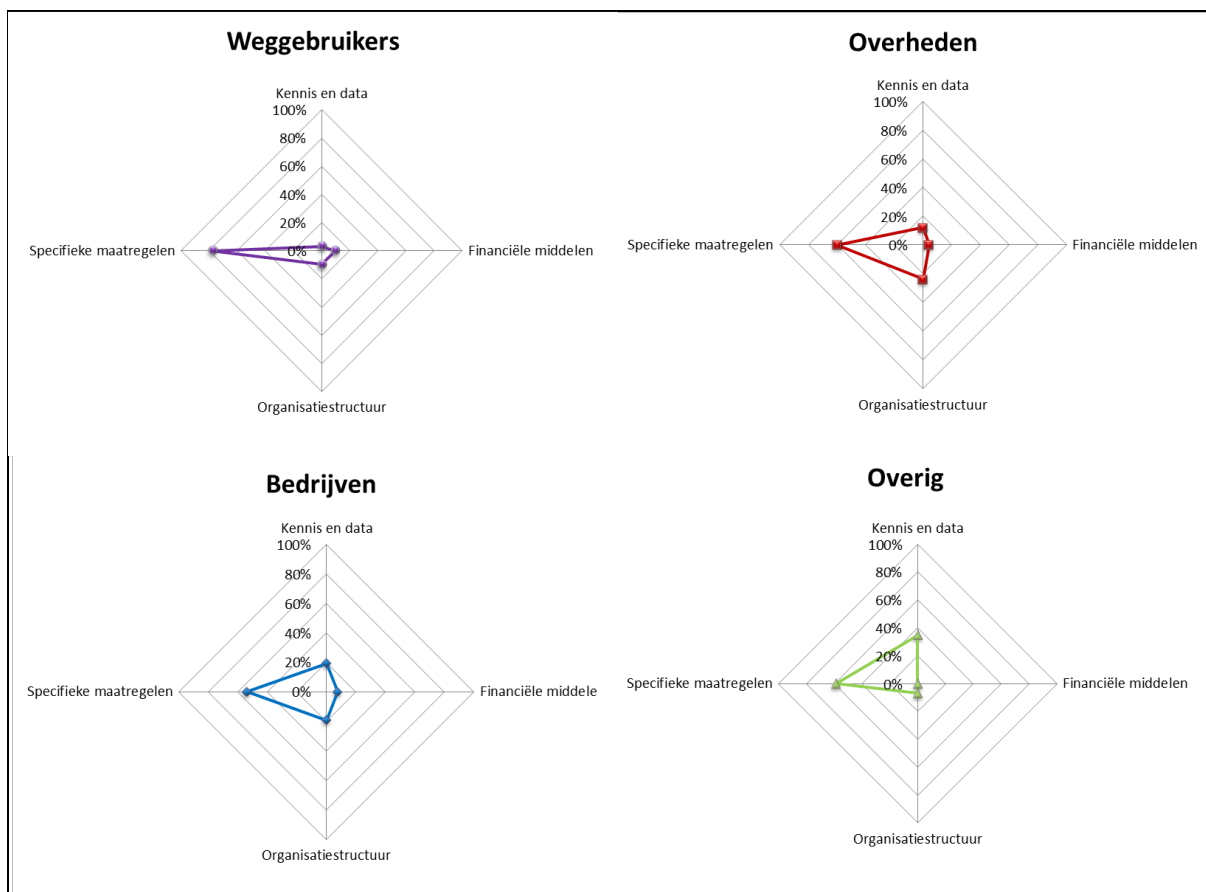 Weggebruikers
Kennis en data
100%
80%
60%
40%
20%
0%
Specifieke maatregelen
Financiële middelen
Organisatiestructuur
Overheden
Kennis en data
100%
80%
60%
40%
20%
0%
Specifieke maatregelen
Financiële middelen
Organisatiestructuur
Bedrijven
Kennis en data
100%
80%
60%
40%
20%
0%
Specifieke maatregelen
Financiële middele
Organisatiestructuur
Overig
Kennis en data
100%
80%
60%
40%
20%
0%
Specifieke maatregelen
Financiële middelen
Organisatiestructuur